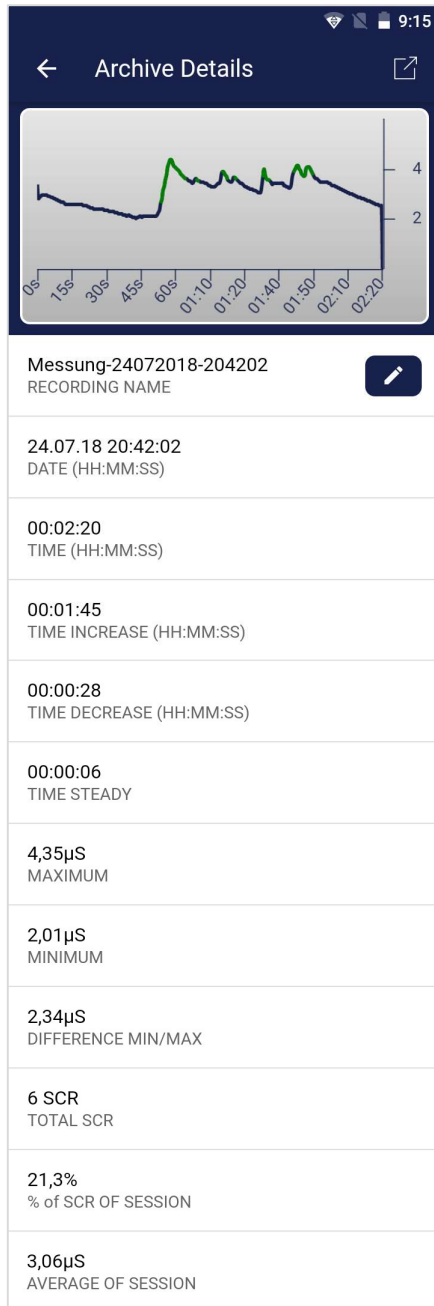 9:15
Archive Details
4
2
0s 15s 30s 45s 60s 01:10 01:20 01:40 01:50 02:10 02:20
Messung-24072018-204202
RECORDING NAME
24.07.18 20:42:02
DATE (HH:MM:SS)
00:02:20
TIME (HH:MM:SS)
00:01:45
TIME INCREASE (HH:MM:SS)
00:00:28
TIME DECREASE (HH:MM:SS)
00:00:06
TIME STEADY
4,35µS
MAXIMUM
2,01µS
MINIMUM
2,34µS
DIFFERENCE MIN/MAX
6 SCR
TOTAL SCR
21,3%
% of SCR OF SESSION
3,06µS
AVERAGE OF SESSION